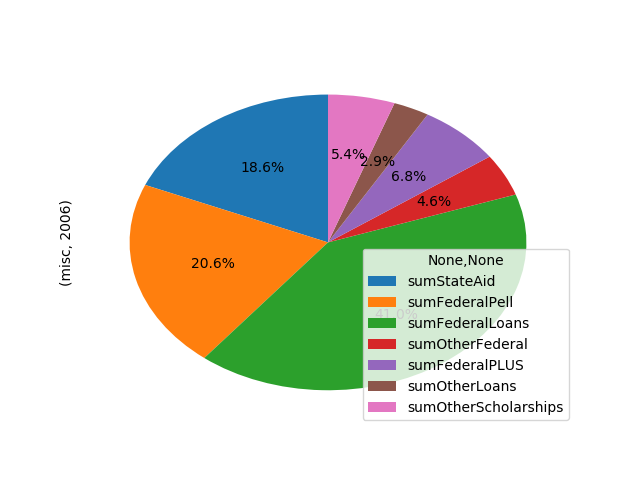 5.4%
2.9%
18.6%
6.8%
4.6%
(misc, 2006)
20.6%
41.0%
None,None
sumStateAid
sumFederalPell
sumFederalLoans
sumOtherFederal
sumFederalPLUS
sumOtherLoans
sumOtherScholarships